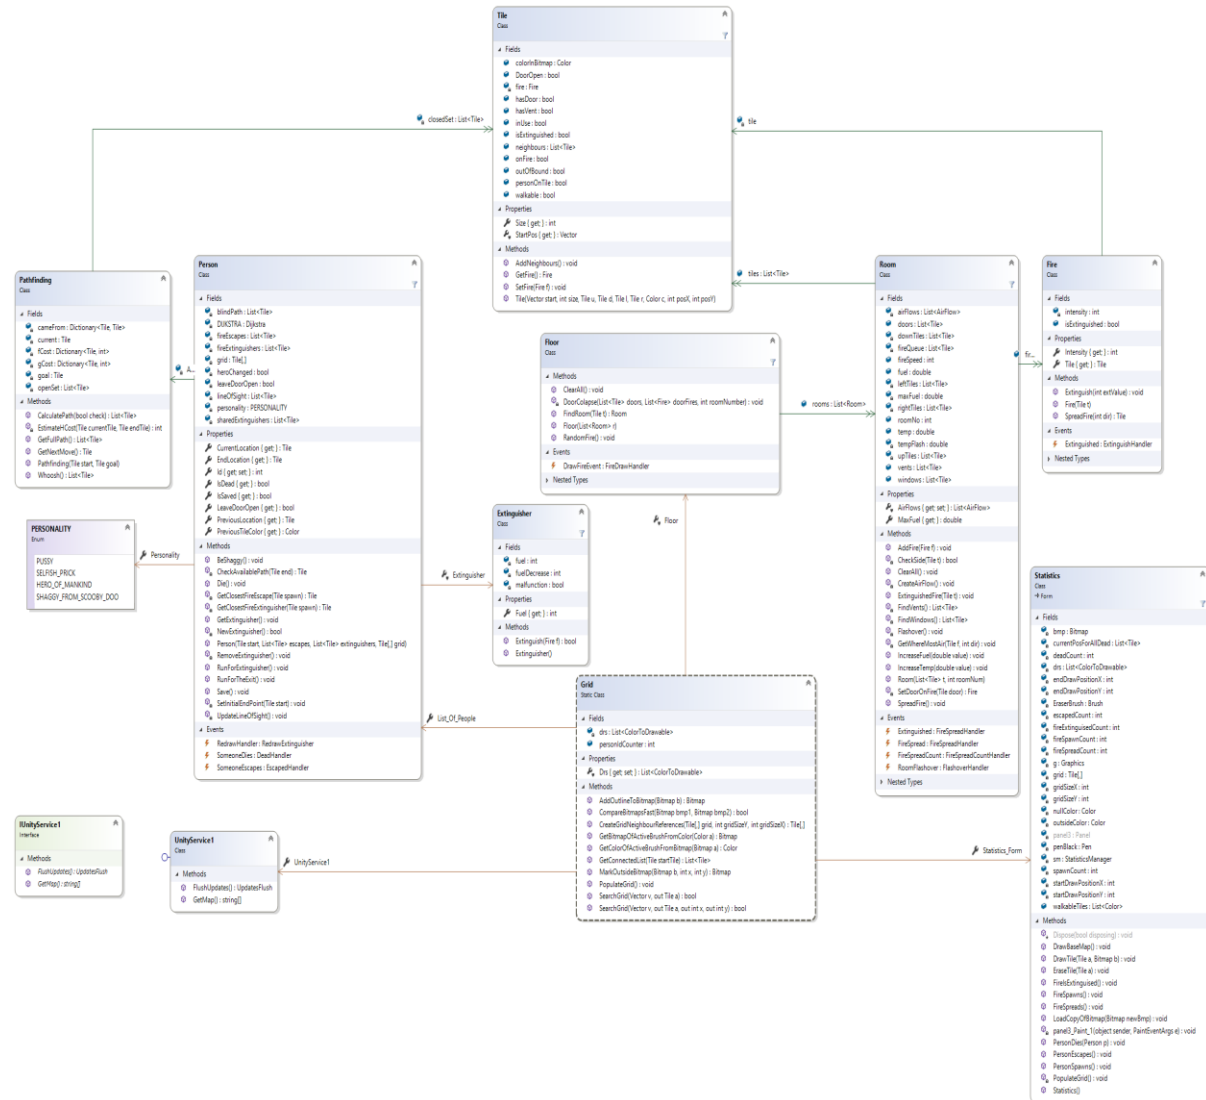 Tile
Class
Fields
colorInBitmap : Color
DoorOpen : bool
fire : Fire
hasDoor : bool
hasVent : bool
inUse : bool
isExtinguished : bool
neighbours : List<Tile>
onFire : bool
outOfBound : bool
personOnTile : bool
walkable : bool
Properties
Size { get; } : int
StartPos { get; } : Vector
Methods
AddNeighbours() : void
GetFire() : Fire
SetFire(Fire f) : void
Tile(Vector start, int size, Tile u, Tile d, Tile l, Tile r, Color c, int posX, int posY)
closedSet : List<Tile>
tile
tiles : List<Tile>
Pathfinding
Class
Fields
cameFrom : Dictionary<Tile, Tile>
current : Tile
fCost : Dictionary<Tile, int>
gCost : Dictionary<Tile, int>
goal : Tile
openSet : List<Tile>
Methods
CalculatePath(bool check) : List<Tile>
EstimateHCost(Tile currentTile, Tile endTile) : int
GetFullPath() : List<Tile>
GetNextMove() : Tile
Pathfinding(Tile start, Tile goal)
Whoosh() : List<Tile>
A...
Person
Class
Fields
blindPath : List<Tile>
DIJKSTRA : Dijkstra
fireEscapes : List<Tile>
fireExtinguishers : List<Tile>
grid : Tile[,]
heroChanged : bool
leaveDoorOpen : bool
lineOfSight : List<Tile>
personality : PERSONALITY
sharedExtinguishers : List<Tile>
Properties
CurrentLocation { get; } : Tile
EndLocation { get; } : Tile
Id { get; set; } : int
IsDead { get; } : bool
IsSaved { get; } : bool
LeaveDoorOpen { get; } : bool
PreviousLocation { get; } : Tile
PreviousTileColor { get; } : Color
Methods
BeShaggy() : void
CheckAvailablePath(Tile end) : Tile
Die() : void
GetClosestFireEscape(Tile spawn) : Tile
GetClosestFireExtinguisher(Tile spawn) : Tile
GetExtinguisher() : void
NewExtinguisher() : bool
Person(Tile start, List<Tile> escapes, List<Tile> extinguishers, Tile[,] grid)
RemoveExtinguisher() : void
RunForExtinguisher() : void
RunForTheExit() : void
Save() : void
SetInitialEndPoint(Tile start) : void
UpdateLineOfSight() : void
Events
RedrawHandler : RedrawExtinguisher
SomeoneDies : DeadHandler
SomeoneEscapes : EscapedHandler
PERSONALITY
Enum
PUSSY
SELFISH_PRICK
HERO_OF_MANKIND
SHAGGY_FROM_SCOOBY_DOO
Personality
Floor
Class
Methods
ClearAll() : void
DoorColapse(List<Tile> doors, List<Fire> doorFires, int roomNumber) : void
FindRoom(Tile t) : Room
Floor(List<Room> r)
RandomFire() : void
Events
DrawFireEvent : FireDrawHandler
Nested Types
rooms : List<Room>
Floor
Extinguisher
Extinguisher
Class
Fields
fuel : int
fuelDecrease : int
malfunction : bool
Properties
Fuel { get; } : int
Methods
Extinguish(Fire f) : bool
Extinguisher()
Room
Class
Fields
airflows : List<AirFlow>
doors : List<Tile>
downTiles : List<Tile>
fireQueue : List<Tile>
fireSpeed : int
fuel : double
leftTiles : List<Tile>
maxFuel : double
rightTiles : List<Tile>
roomNo : int
temp : double
tempFlash : double
upTiles : List<Tile>
vents : List<Tile>
windows : List<Tile>
Properties
AirFlows { get; set; } : List<AirFlow>
MaxFuel { get; } : double
Methods
AddFire(Fire f) : void
CheckSide(Tile t) : bool
ClearAll() : void
CreateAirFlow() : void
ExtinguishedFire(Tile t) : void
FindVents() : List<Tile>
FindWindows() : List<Tile>
Flashover() : void
GetWhereMostAir(Tile f, int dir) : void
IncreaseFuel(double value) : void
IncreaseTemp(double value) : void
Room(List<Tile> t, int roomNum)
SetDoorOnFire(Tile door) : Fire
SpreadFire() : void
Events
Extinguished : FireSpreadHandler
FireSpread : FireSpreadHandler
FireSpreadCount : FireSpreadCountHandler
RoomFlashover : FlashoverHandler
Nested Types
fir...
Fire
Class
Fields
intensity : int
isExtinguished : bool
Properties
Intensity { get; } : int
Tile { get; } : Tile
Methods
Extinguish(int extValue) : void
Fire(Tile t)
SpreadFire(int dir) : Tile
Events
Extinguished : ExtinguishHandler
Nested Types
Grid
Static Class
Fields
drs : List<ColorToDrawable>
personIdCounter : int
Properties
Drs { get; set; } : List<ColorToDrawable>
Methods
AddOutlineToBitmap(Bitmap b) : Bitmap
CompareBitmapsFast(Bitmap bmp1, Bitmap bmp2) : bool
CreateGridNeighbourReferences(Tile[,] grid, int gridSizeY, int gridSizeX) : Tile[,]
GetBitmapOfActiveBrushFromColor(Color a) : Bitmap
GetColorOfActiveBrushFromBitmap(Bitmap a) : Color
GetConnectedList(Tile startTile) : List<Tile>
MarkOutsideBitmap(Bitmap b, int x, int y) : Bitmap
PopulateGrid() : void
SearchGrid(Vector v, out Tile a) : bool
SearchGrid(Vector v, out Tile a, out int x, out int y) : bool
List_Of_People
UnityService1
Statistics_Form
IUnityService1
Interface
Methods
FlushUpdates() : UpdatesFlush
GetMap() : string[]
UnityService1
Class
Methods
FlushUpdates() : UpdatesFlush
GetMap() : string[]
Statistics
Class
Form
Fields
bmp : Bitmap
currentPosForAllDead : List<Tile>
deadCount : int
drs : List<ColorToDrawable>
endDrawPositionX : int
endDrawPositionY : int
EraserBrush : Brush
escapedCount : int
fireExtinguisedCount : int
fireSpawnCount : int
fireSpreadCount : int
g : Graphics
grid : Tile[,]
gridSizeX : int
gridSizeY : int
nullColor : Color
outsideColor : Color
panel3 : Panel
penBlack : Pen
sm : StatisticsManager
spawnCount : int
startDrawPositionX : int
startDrawPositionY : int
walkableTiles : List<Color>
Methods
Dispose(bool disposing) : void
DrawBaseMap() : void
DrawTile(Tile a, Bitmap b) : void
EraseTile(Tile a) : void
FireIsExtinguised() : void
FireSpawns() : void
FireSpreads() : void
LoadCopyOfBitmap(Bitmap newBmp) : void
panel3_Paint_1(object sender, PaintEventArgs e) : void
PersonDies(Person p) : void
PersonEscapes() : void
PersonSpawns() : void
PopulateGrid() : void
Statistics()